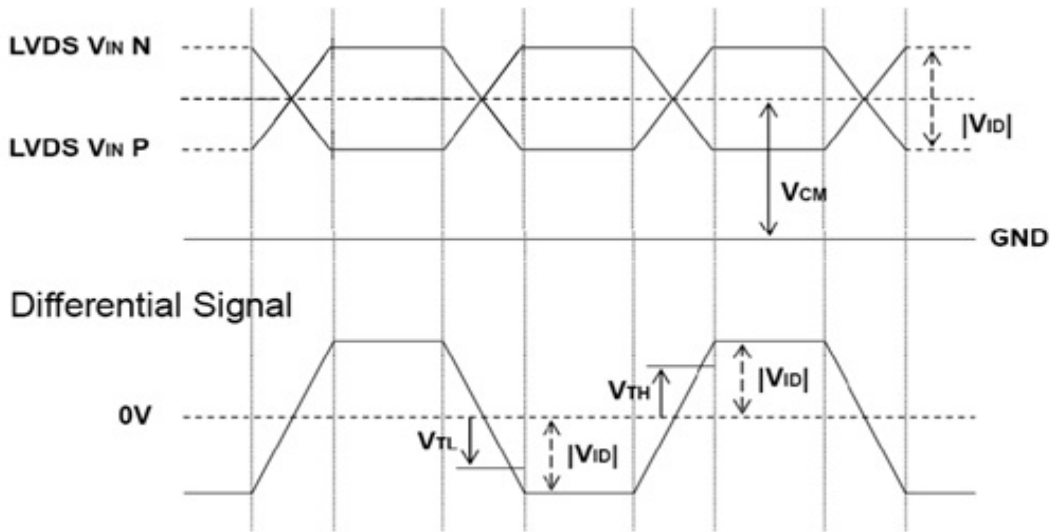 LVDS VIN N
|VID|
LVDS VIN P
VCM
GND
Differential Signal
VTH
|VID|
0V
VTL
|VID|